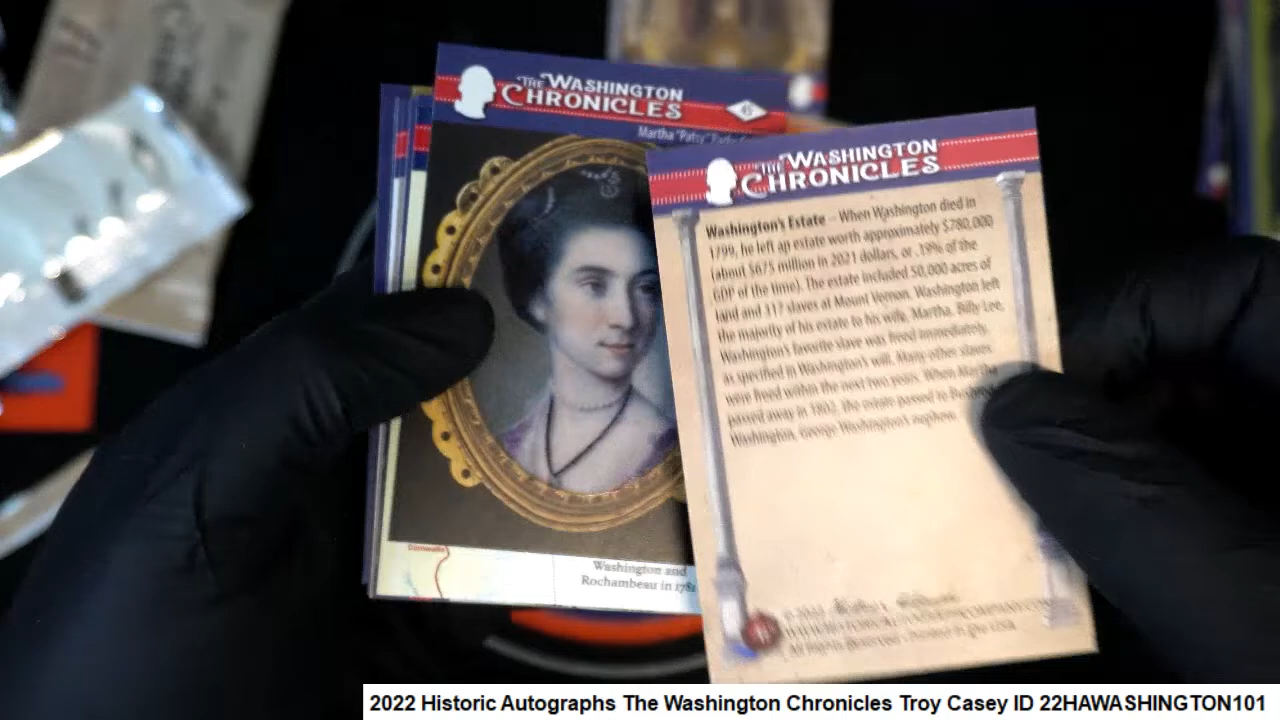 THE WASHINGTON
CHRONICLES
Martha "Patsy"
THE WASHINGTON
CHRONICLES
Washington's Estate – When Washington died in
1799, he left an estate worth approximately $780,000
(about $675 million in 2021 dollars, or .19% of the
GDP of the time). The estate included 50,000 acres of
land and 317 slaves at Mount Vernon. Washington left
the majority of his estate to his wife, Martha. Billy Lee,
Washington's favorite slave was freed immediately,
as specified in Washington's will. Many other slaves
were freed within the next two years. When Martha
passed away in 1802, the estate passed to
Washington, George Washington's nephew.
Cornwallis
Washington and
Rochambeau in 1781
All Rights Reserved - Printed in the USA
2022 Historic Autographs The Washington Chronicles Troy Casey ID 22HAWASHINGTON101